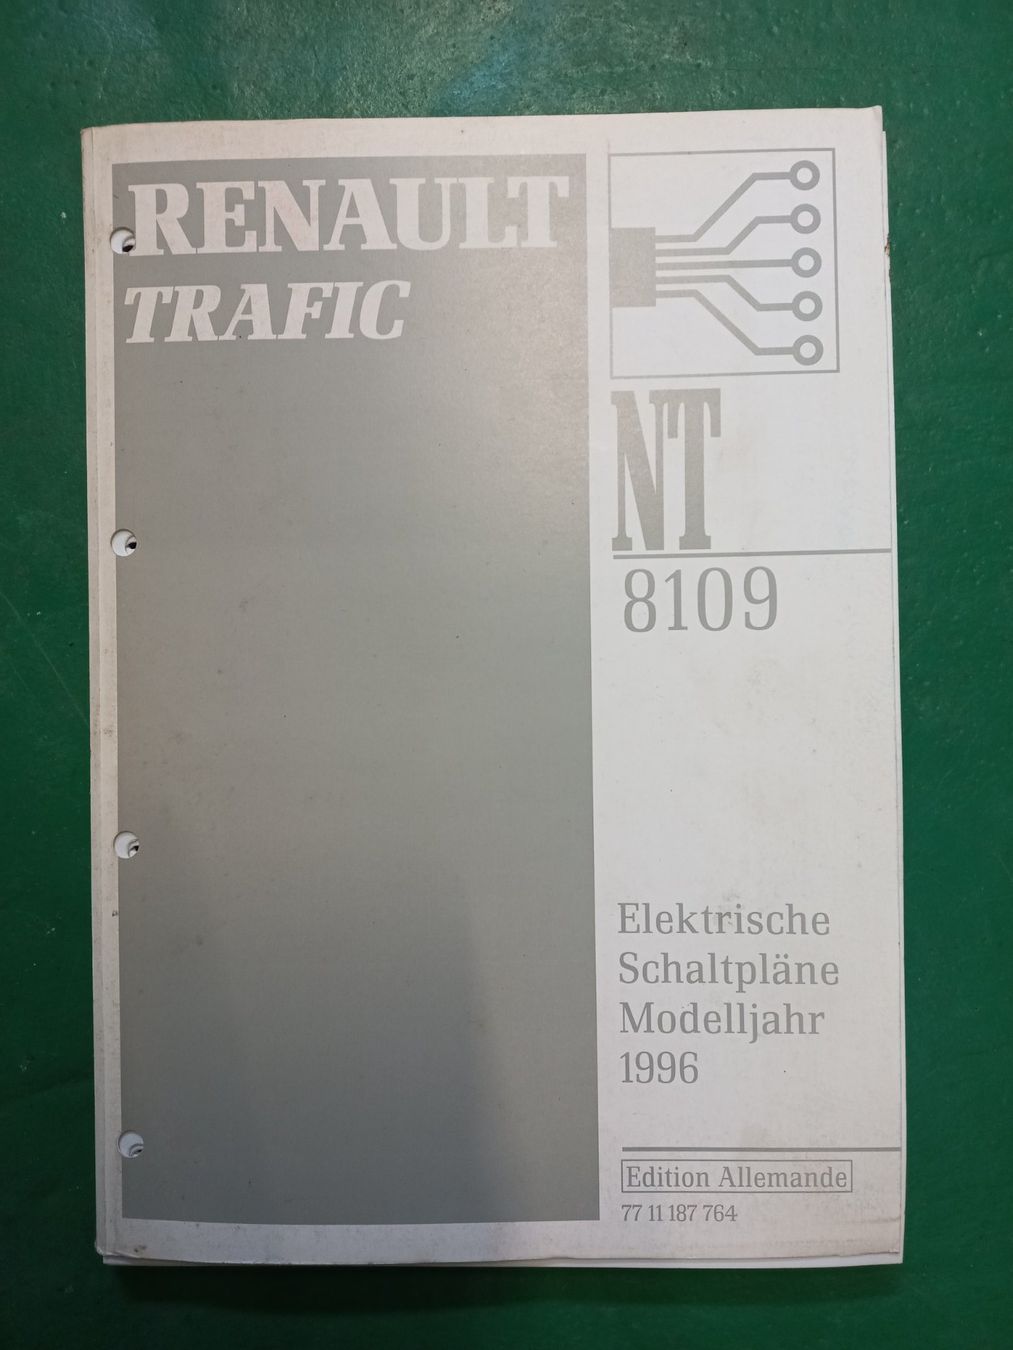 RENAULT
TRAFIC
NT
8109
Elektrische
Schaltpläne
Modelljahr
1996
Edition Allemande
77 11 187 764